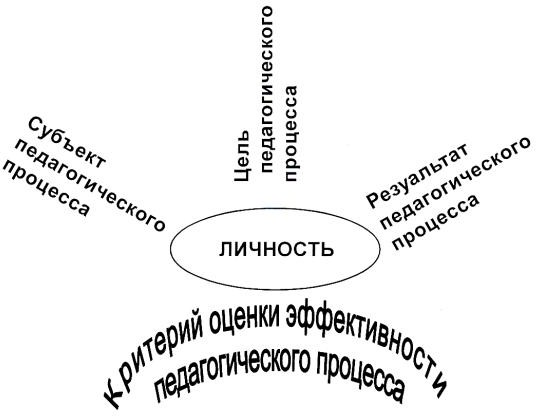 Субъект
педагогического
процесса
Цель
педагогического
процесса
Результат
педагогического
процесса
ЛИЧНОСТЬ
Критерий оценки эффективности
педагогического процесса